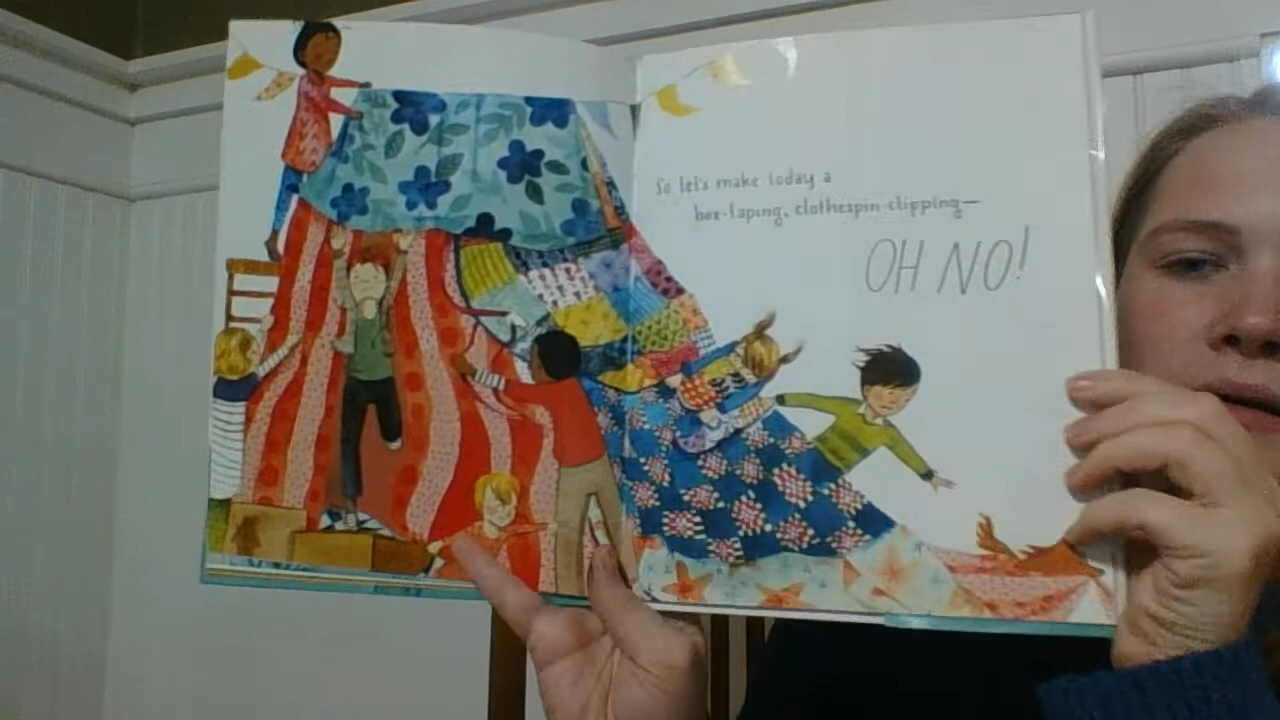 So let's make today a
box-taping, clothespin-clipping—
OH NO!